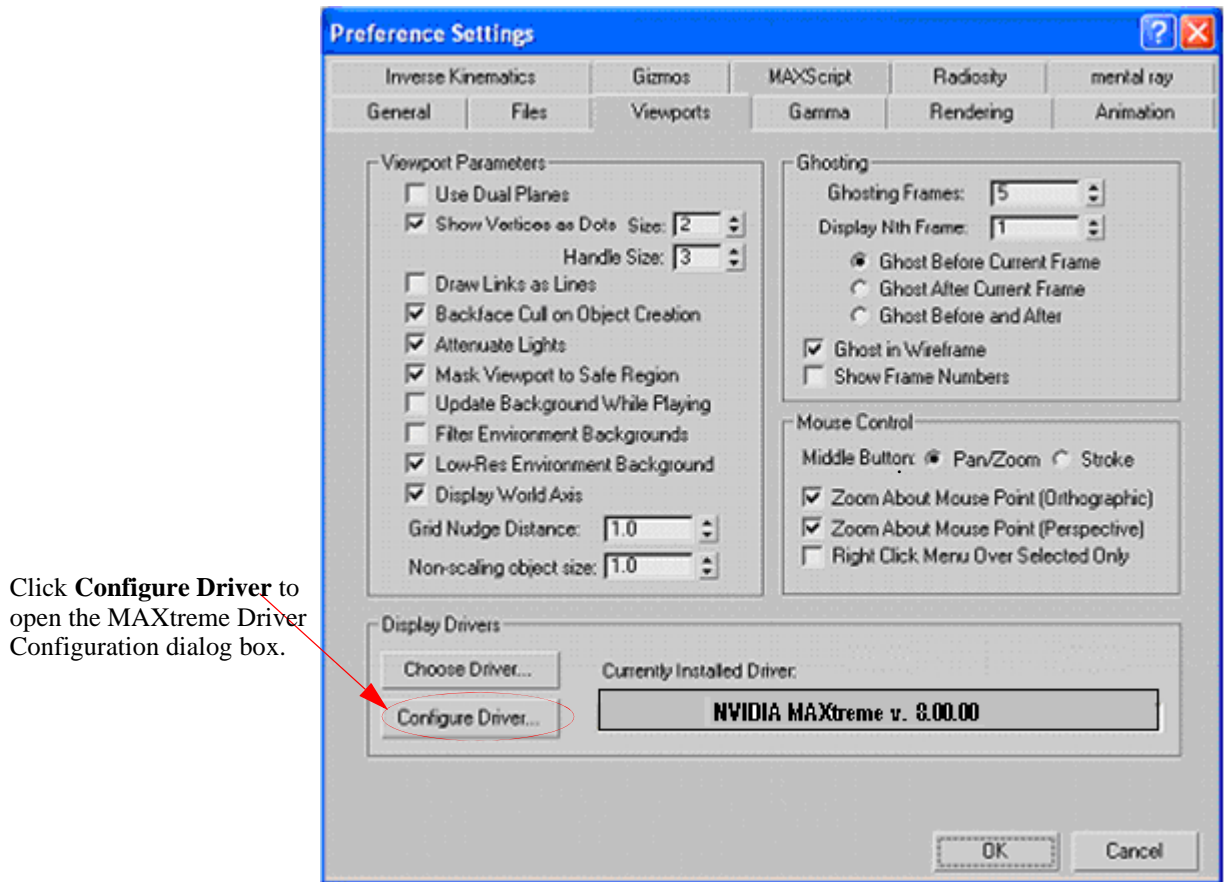 Preference Settings
Inverse Kinematics Gizmos MAXScript Radiosity mental ray
General Files Viewports Gamma Rendering Animation
Viewport Parameters
Use Dual Planes
Show Vertices as Dots Size: 2
Handle Size: 3
Draw Links as Lines
Backface Cull on Object Creation
Attenuate Lights
Mask Viewport to Safe Region
Update Background While Playing
Filter Environment Backgrounds
Low-Res Environment Background
Display World Axis
Grid Nudge Distance: 1.0
Non-scaling object size: 1.0
Ghosting
Ghosting Frames: 5
Display Nth Frame: 1
Ghost Before Current Frame
Ghost After Current Frame
Ghost Before and After
Ghost in Wireframe
Show Frame Numbers
Mouse Control
Middle Button: Pan/Zoom Stroke
Zoom About Mouse Point (Orthographic)
Zoom About Mouse Point (Perspective)
Right Click Menu Over Selected Only
Click Configure Driver to
open the MAXtreme Driver
Configuration dialog box.
Display Drivers
Choose Driver...
Configure Driver...
Currently Installed Driver:
NVIDIA MAXtreme v. 8.00.00
OK Cancel